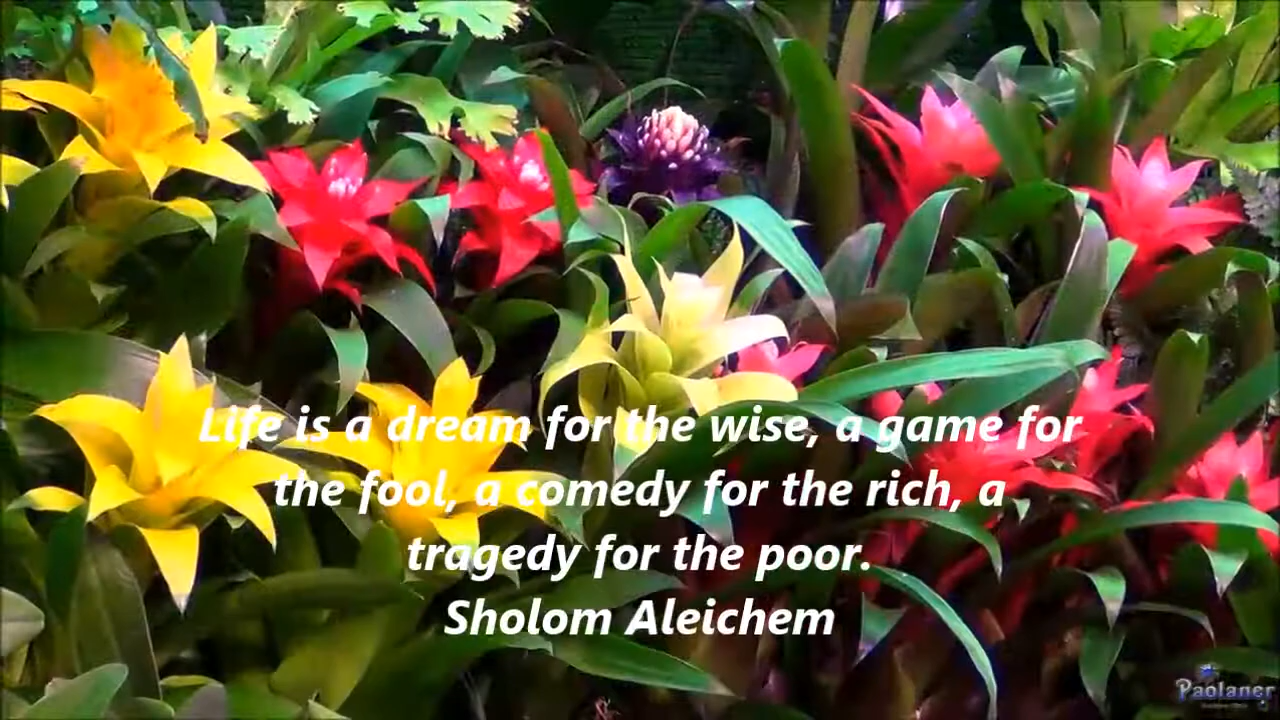 Life is a dream for the wise, a game for
the fool, a comedy for the rich, a
tragedy for the poor.
Sholom Aleichem
Paolaner